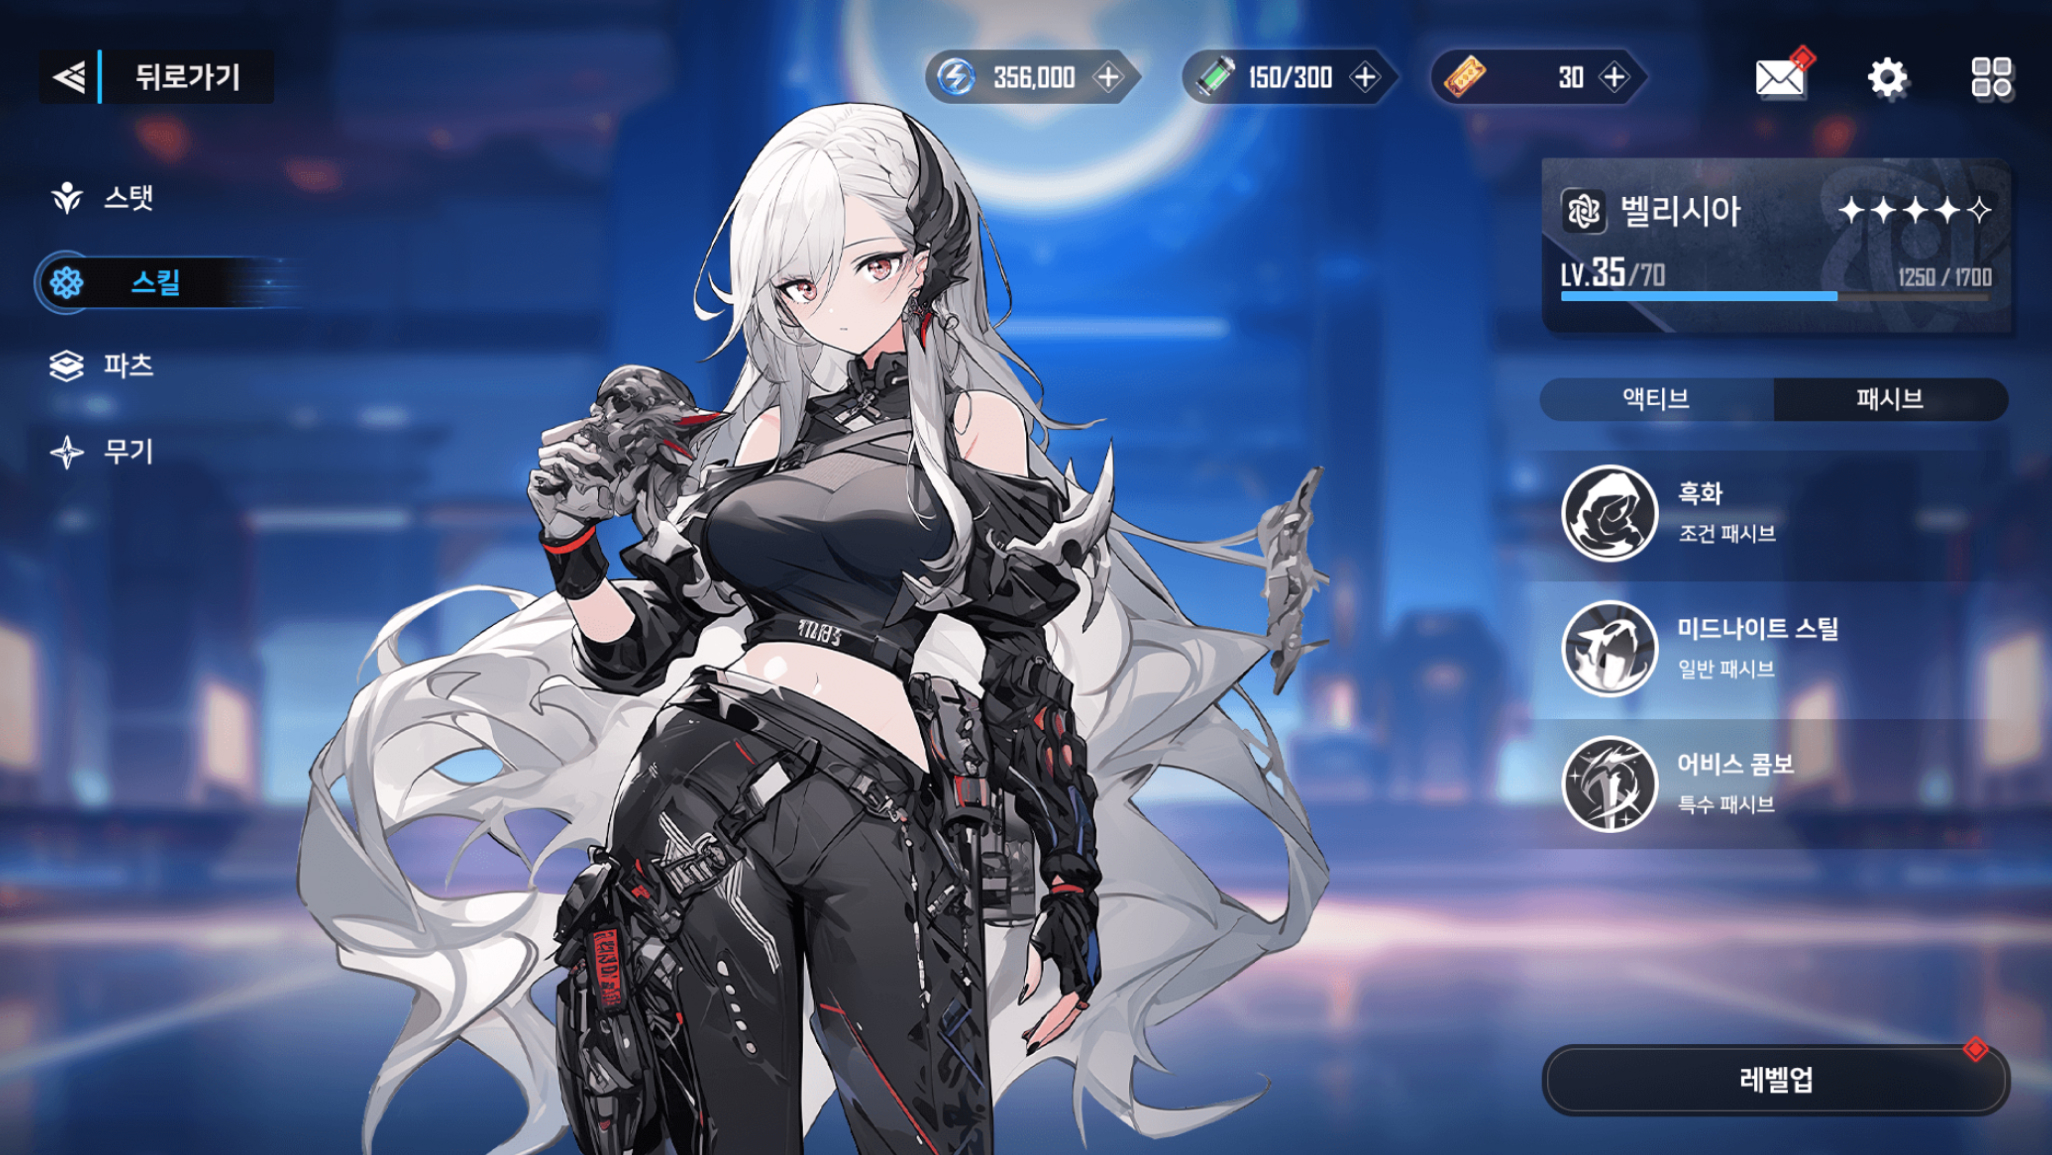 뒤로가기
356,000
150/300
30
스탯
스킬
파츠
무기
벨리시아
LV.35/70
1250 / 1700
액티브
패시브
흑화
조건 패시브
미드나이트 스틸
일반 패시브
어비스 콤보
특수 패시브
레벨업